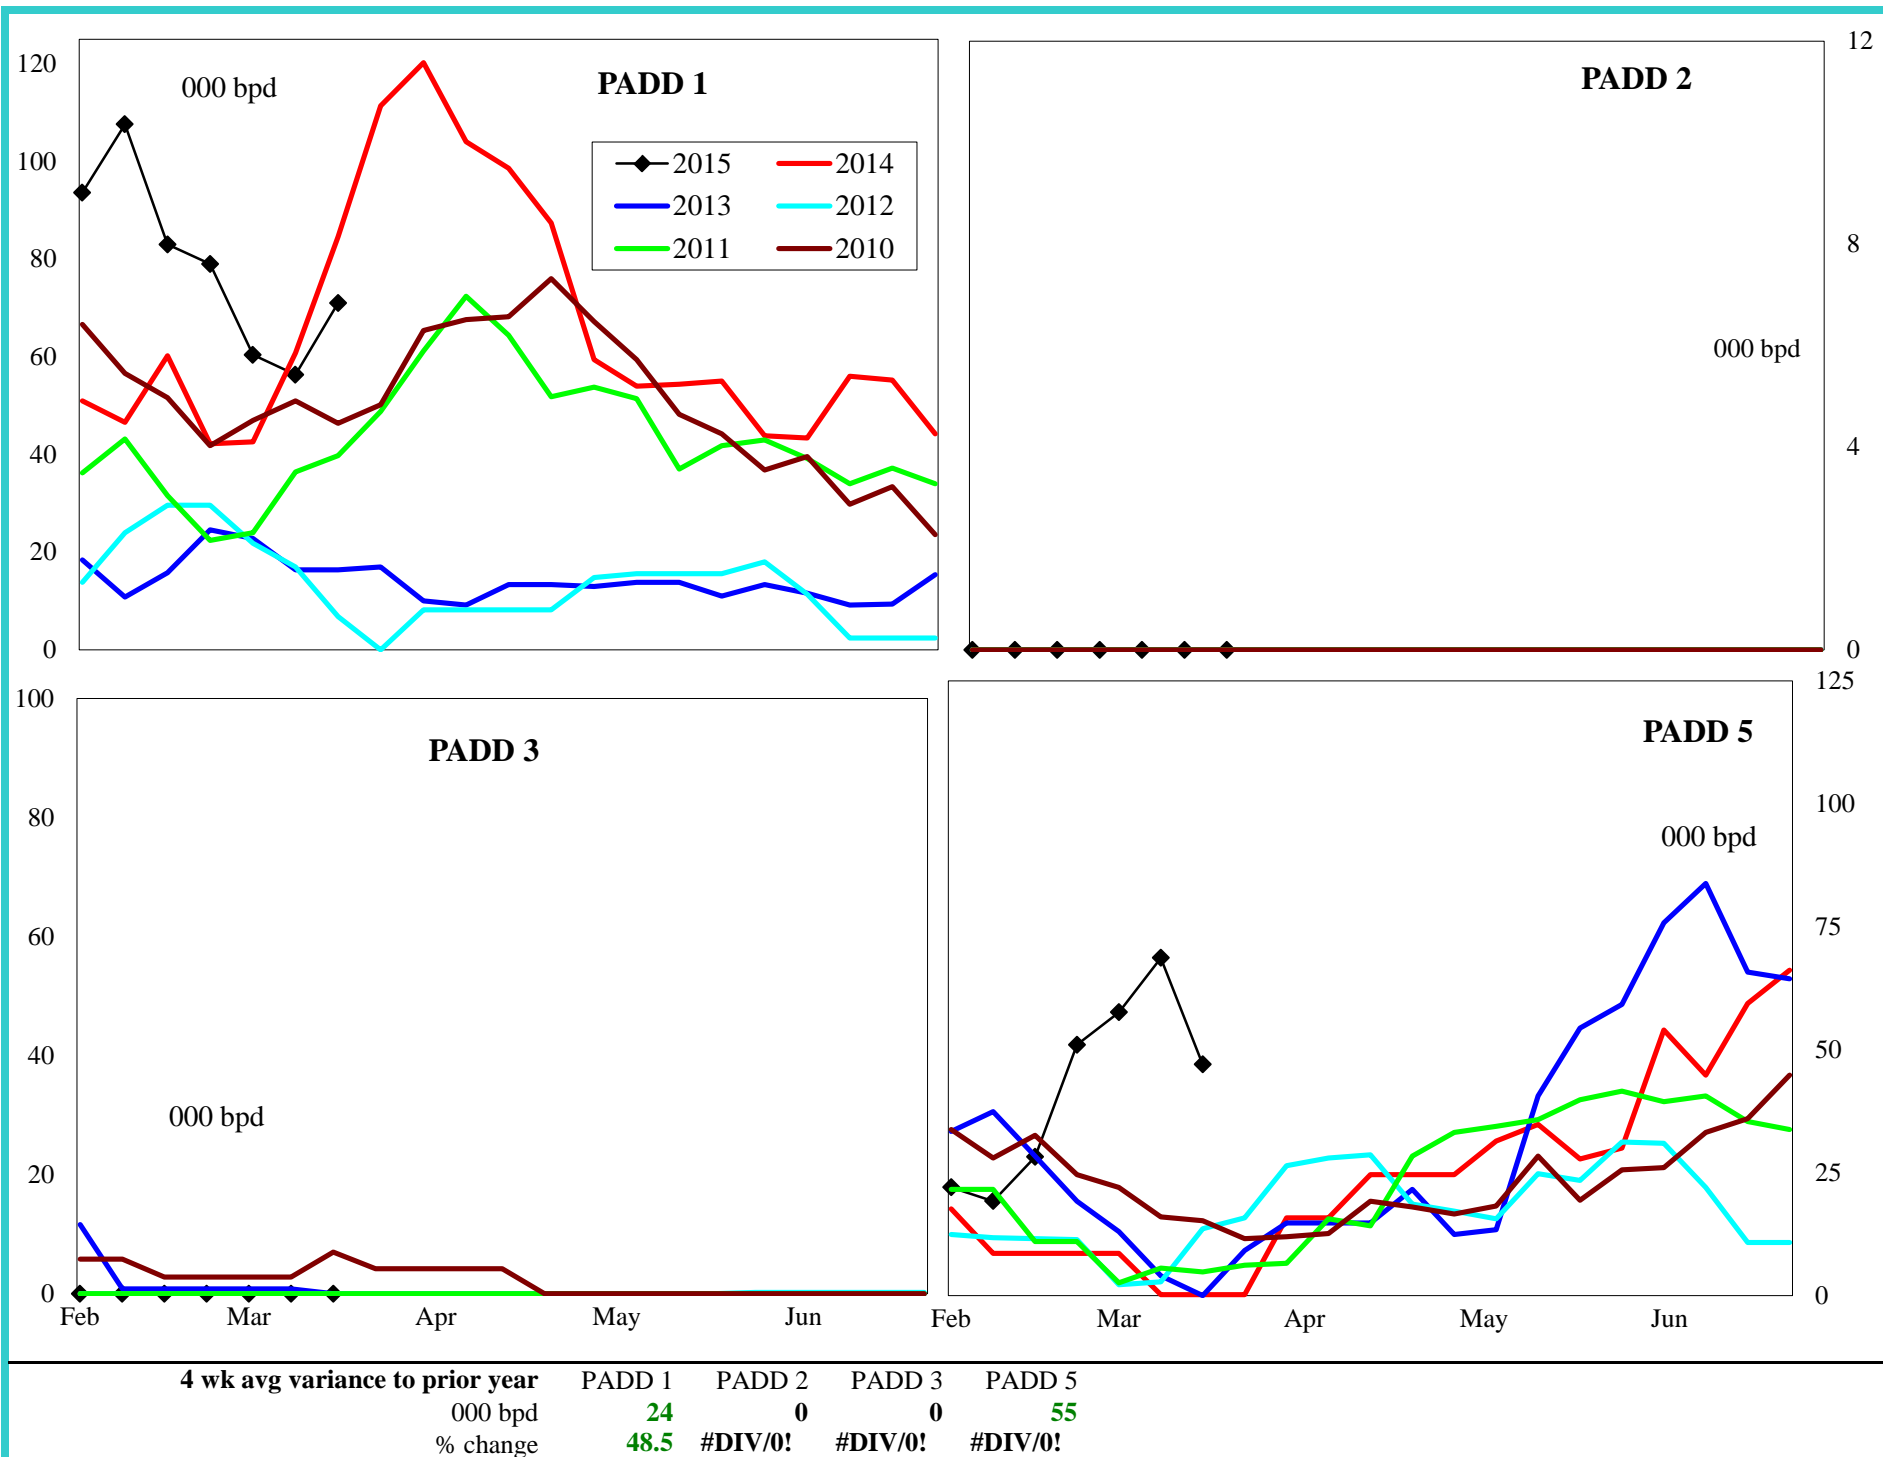 120
100
80
60
40
20
0
000 bpd
PADD 1
2015 2014
2013 2012
2011 2010
PADD 2
12
8
4
0
000 bpd
100
80
60
40
20
0
PADD 3
000 bpd
Feb Mar Apr May Jun
PADD 5
125
100
75
50
25
0
000 bpd
Feb Mar Apr May Jun
4 wk avg variance to prior year PADD 1 PADD 2 PADD 3 PADD 5
000 bpd 24 0 0 55
% change 48.5 #DIV/0! #DIV/0! #DIV/0!